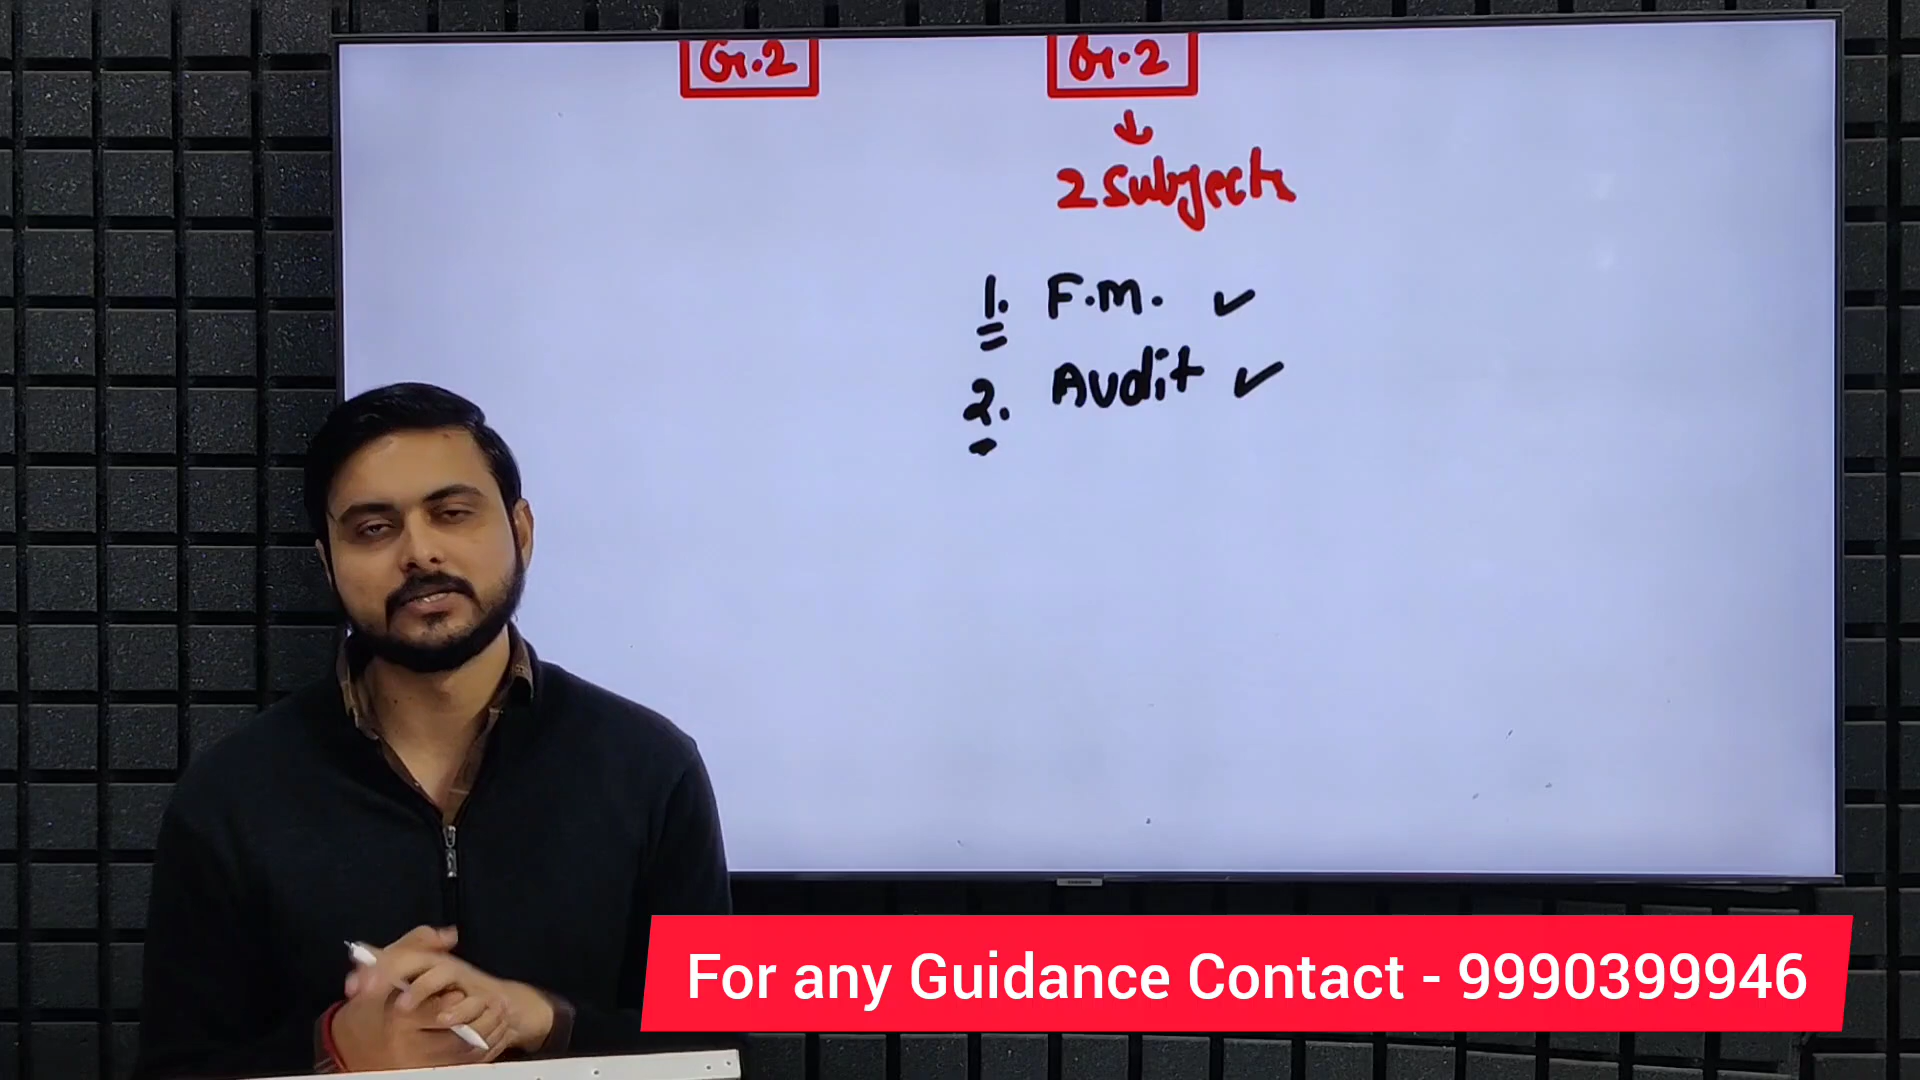 Gr.2 Gr.2
2 Subjects
1. F.M. ✓
2. Audit ✓
For any Guidance Contact - 9990399946